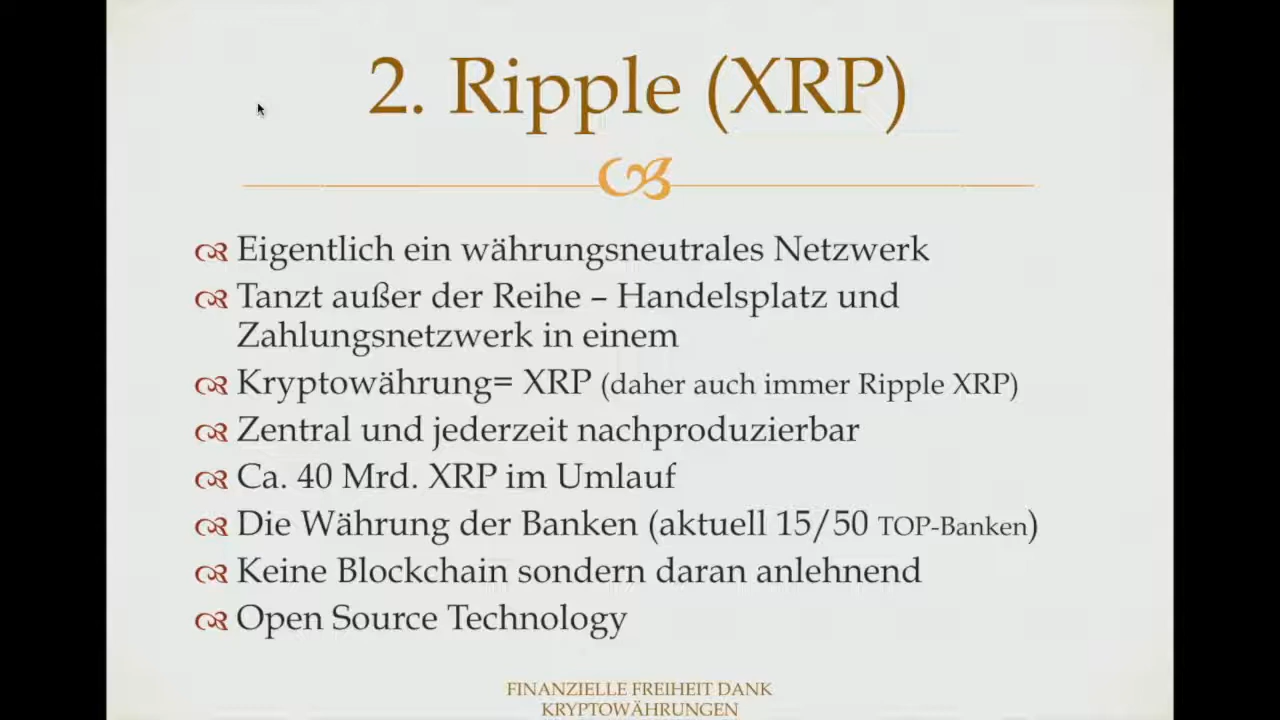 2. Ripple (XRP)
Eigentlich ein währungsneutrales Netzwerk
Tanzt außer der Reihe – Handelsplatz und
Zahlungsnetzwerk in einem
Kryptowährung= XRP (daher auch immer Ripple XRP)
Zentral und jederzeit nachproduzierbar
Ca. 40 Mrd. XRP im Umlauf
Die Währung der Banken (aktuell 15/50 TOP-Banken)
Keine Blockchain sondern daran anlehnend
Open Source Technology
FINANZIELLE FREIHEIT DANK
KRYPTOWÄHRUNGEN